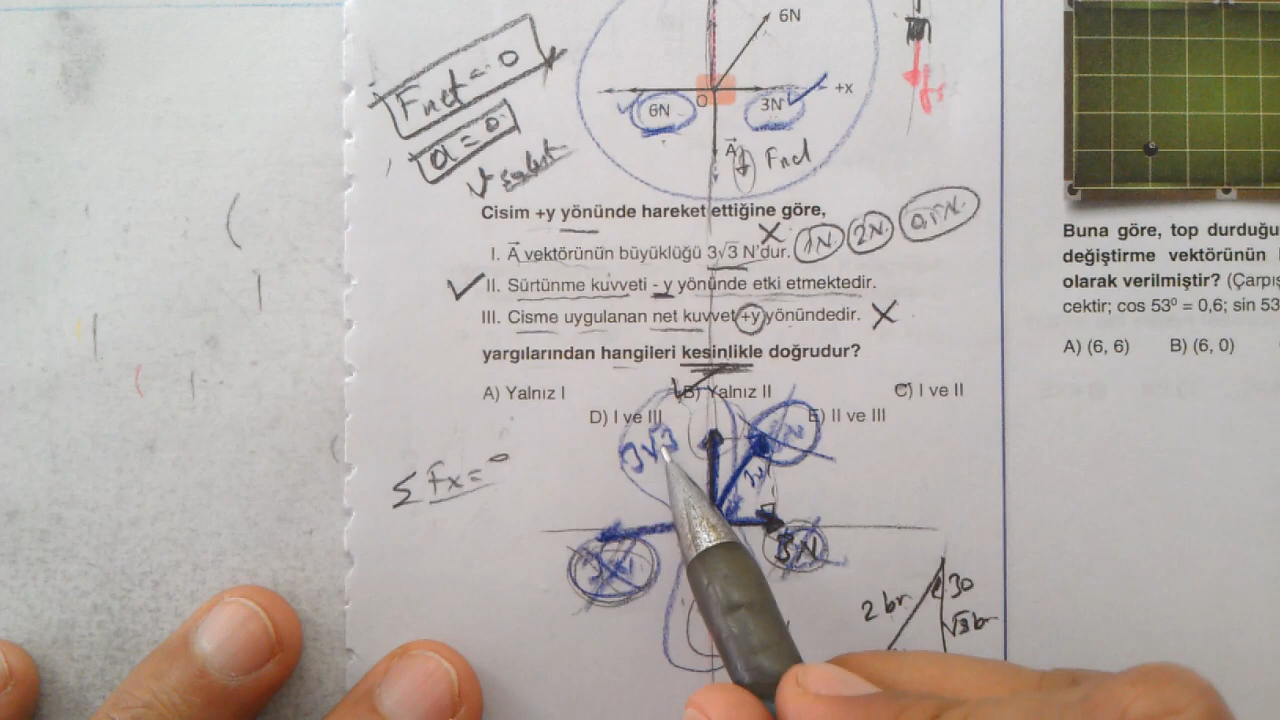 6N
Fnet = 0
+x
6N
O
3N
a = 0
A
Fnet
Cisim +y yönünde hareket ettiğine göre,
I. A vektörünün büyüklüğü 3√3 N'dur.
1N
2N
II. Sürtünme kuvveti - y yönünde etki etmektedir.
III. Cisme uygulanan net kuvvet +y yönündedir.
yargılarından hangileri kesinlikle doğrudur?
A) Yalnız I
B) Yalnız II
C) I ve II
D) I ve III
E) II ve III
3√3
Σ Fx = 0
3N
2 br
30
√3 br
Buna göre, top durduğu
değiştirme vektörünün
olarak verilmiştir? (Çarpış
cektir; cos 53⁰ = 0,6; sin 53
A) (6, 6)
B) (6, 0)